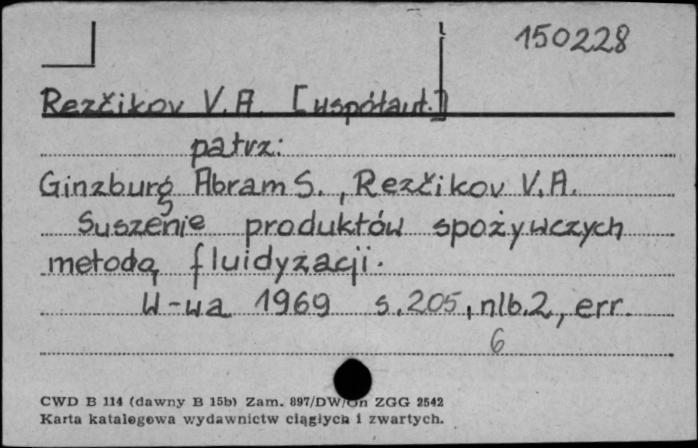 150228
Rezčikov V. A. [współaut.]
patrz:
Ginzburg Abram S., Rezčikov V. A.
Suszenie produktów spożywczych
metodą fluidyzacji.
W-wa 1969 s. 205, nlb. 2, err.
6
CWD B 114 (dawny B 15b) Zam. 897/DW/On ZGG 2542
Karta katalogowa wydawnictw ciągłych i zwartych.